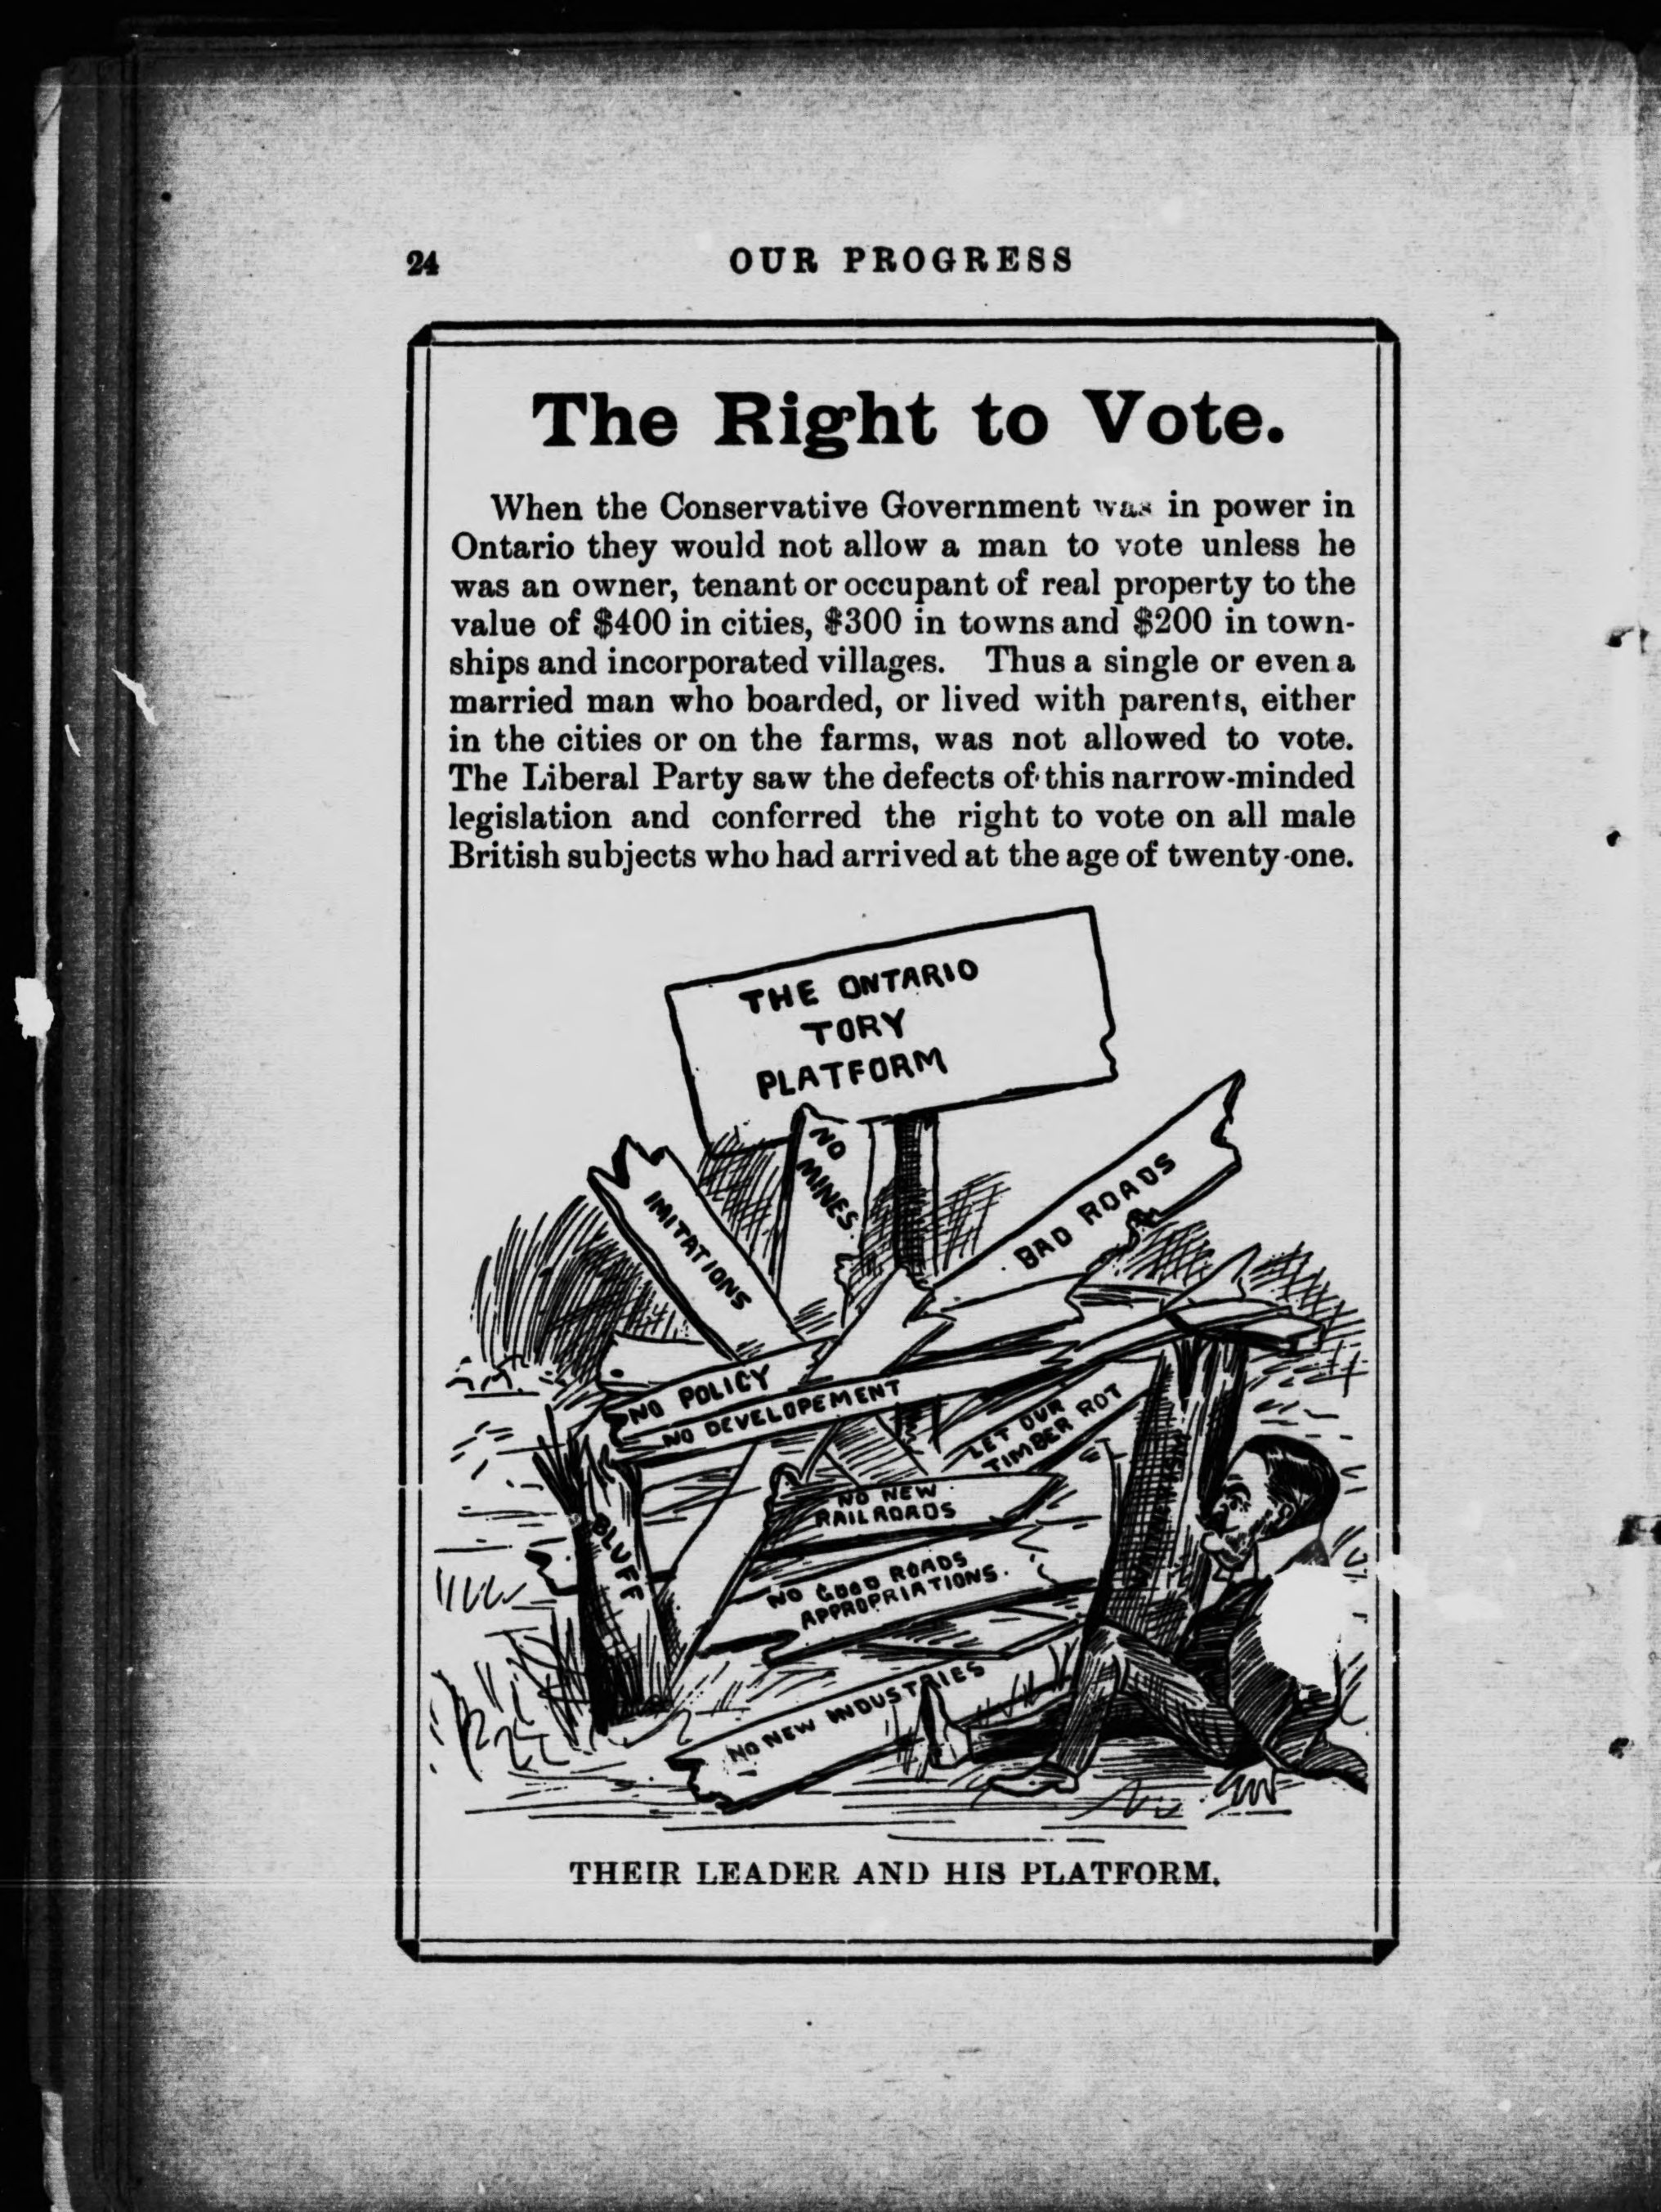 24 OUR PROGRESS
The Right to Vote.
When the Conservative Government was in power in
Ontario they would not allow a man to vote unless he
was an owner, tenant or occupant of real property to the
value of $400 in cities, $300 in towns and $200 in town-
ships and incorporated villages. Thus a single or even a
married man who boarded, or lived with parents, either
in the cities or on the farms, was not allowed to vote.
The Liberal Party saw the defects of this narrow-minded
legislation and conferred the right to vote on all male
British subjects who had arrived at the age of twenty-one.
THE ONTARIO
TORY
PLATFORM
NO
MINES.
IMITATIONS
BAD ROADS
NO POLICY
NO DEVELOPEMENT
LET OUR
TIMBER ROT
NO NEW
RAILROADS
BLUFF
NO GOOD ROADS
APPROPRIATIONS.
NO NEW INDUSTRIES
THEIR LEADER AND HIS PLATFORM.